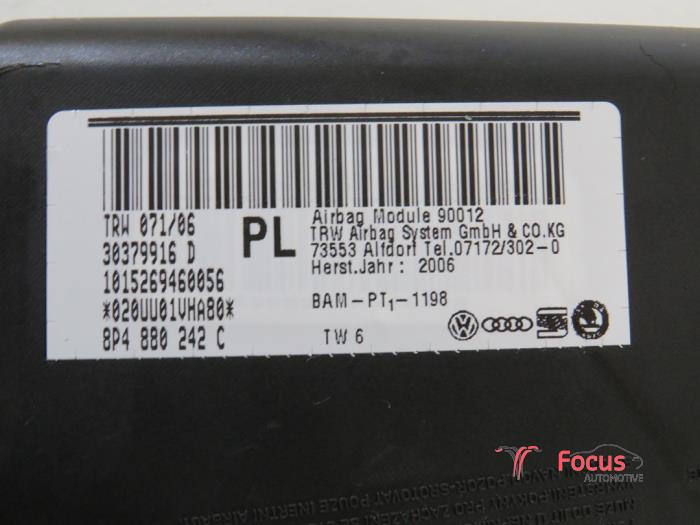 TRW 071/06
30379916 D
1015269460056
*020UU01VHA80*
8P4 880 242 C
PL
Airbag Module 90012
TRW Airbag System GmbH & CO.KG
73553 Alfdorf Tel.07172/302-0
Herst.Jahr: 2006
BAM-PT1-1198
TW 6
Focus
AUTOMOTIVE